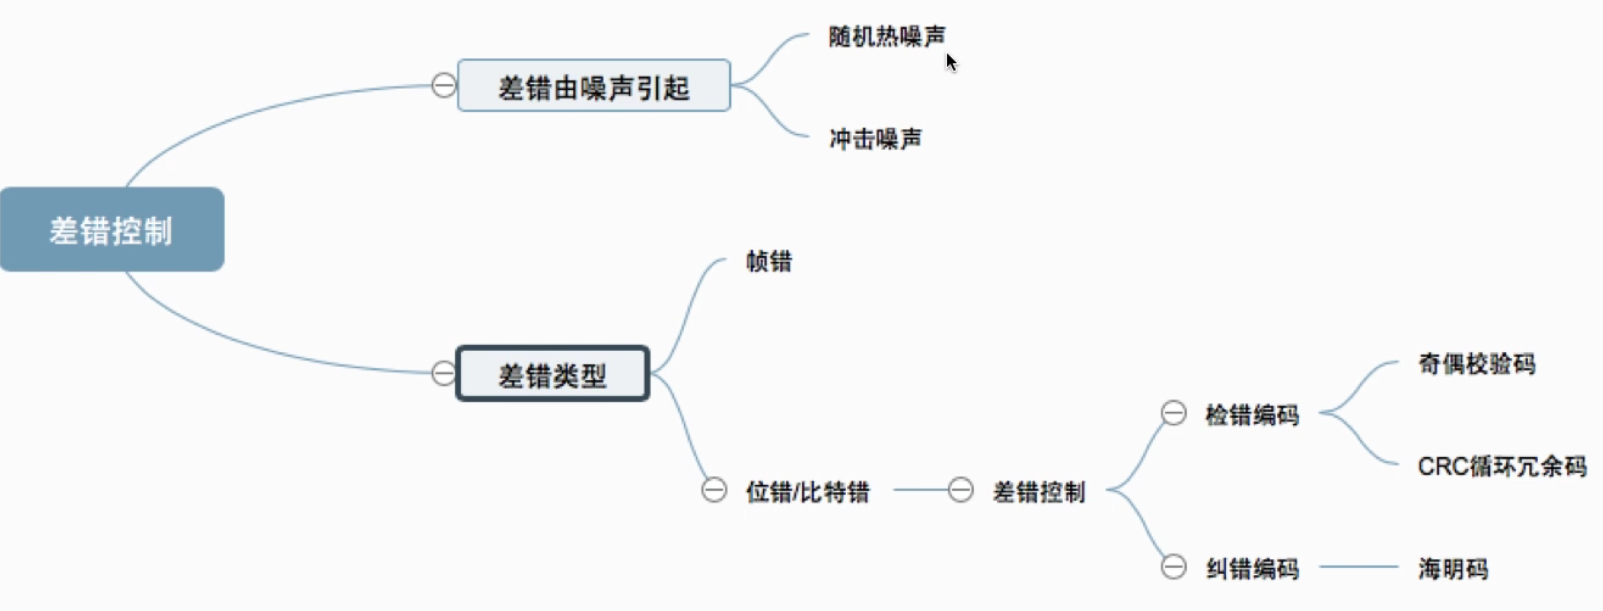 随机热噪声
差错由噪声引起
冲击噪声
差错控制
帧错
差错类型
奇偶校验码
检错编码
CRC循环冗余码
位错/比特错
差错控制
纠错编码
海明码